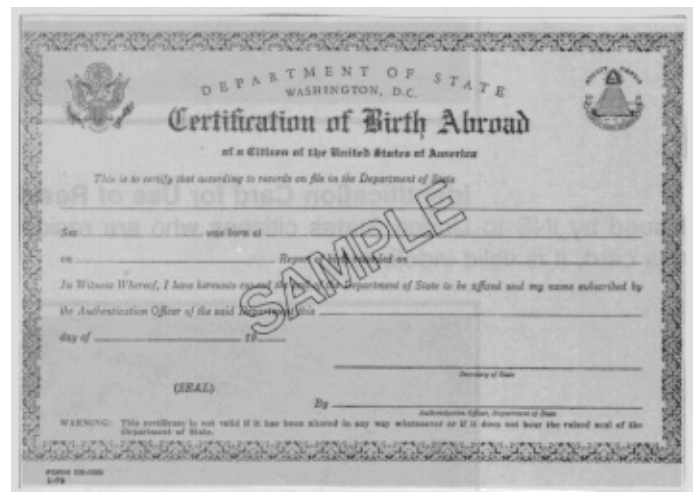 DEPARTMENT OF STATE
WASHINGTON, D.C.
Certification of Birth Abroad
of a Citizen of the United States of America
This is to certify that according to records on file in the Department of State
Sex was born at
on Report of birth recorded on
In Witness Whereof, I have hereunto caused the seal of the Department of State to be affixed and my name subscribed by
the Authentication Officer of the said Department this
day of 19
SAMPLE
Secretary of State
(SEAL)
By
Authentication Officer, Department of State
WARNING: This certificate is not valid if it has been altered in any way whatsoever or if it does not bear the raised seal of the
Department of State.
FORM